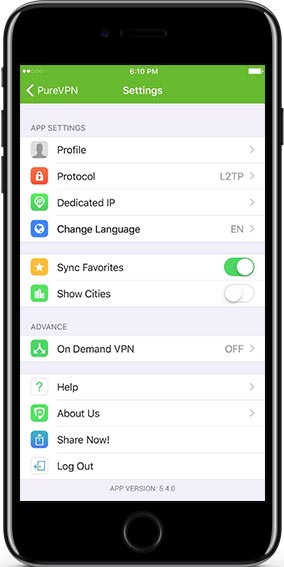 6:10 PM
PureVPN Settings
APP SETTINGS
Profile
Protocol L2TP
Dedicated IP
Change Language EN
Sync Favorites
Show Cities
ADVANCE
On Demand VPN OFF
? Help
About Us
Share Now!
Log Out
APP VERSION: 5.4.0